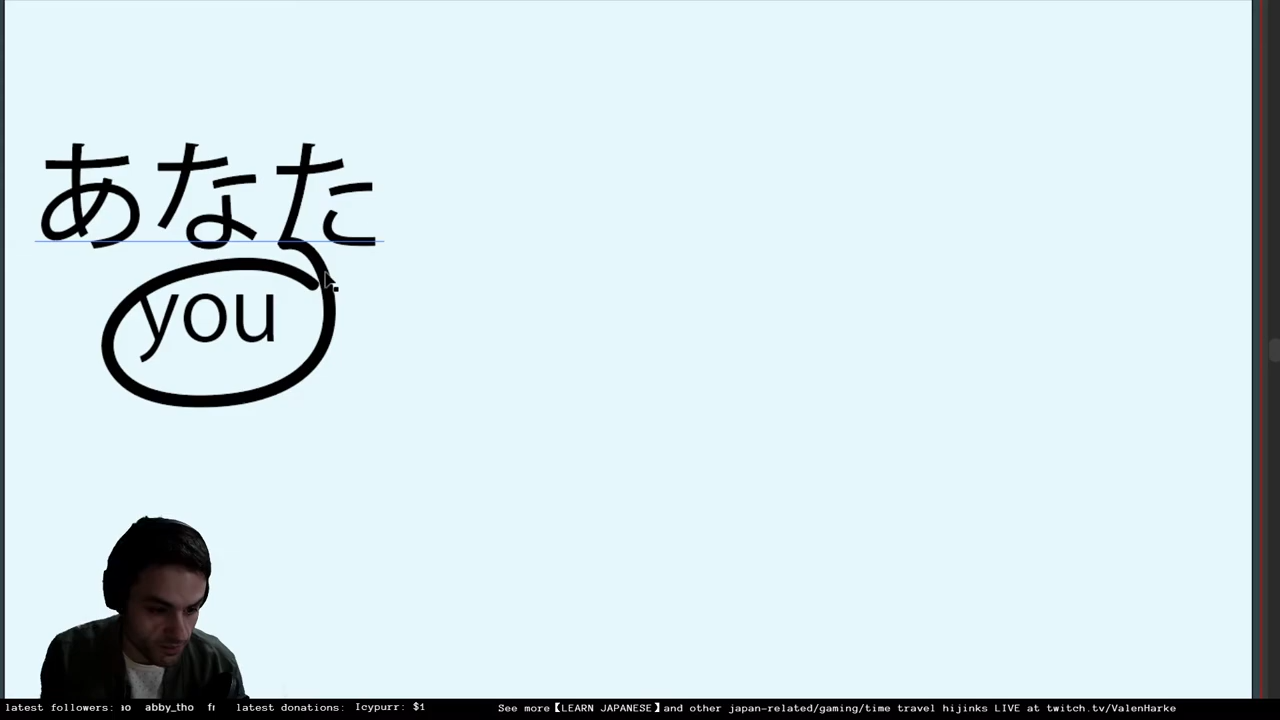 あなた
you
latest followers: abby_tho latest donations: Icypurr: $1 See more【LEARN JAPANESE】and other japan-related/gaming/time travel hijinks LIVE at twitch.tv/ValenHarke